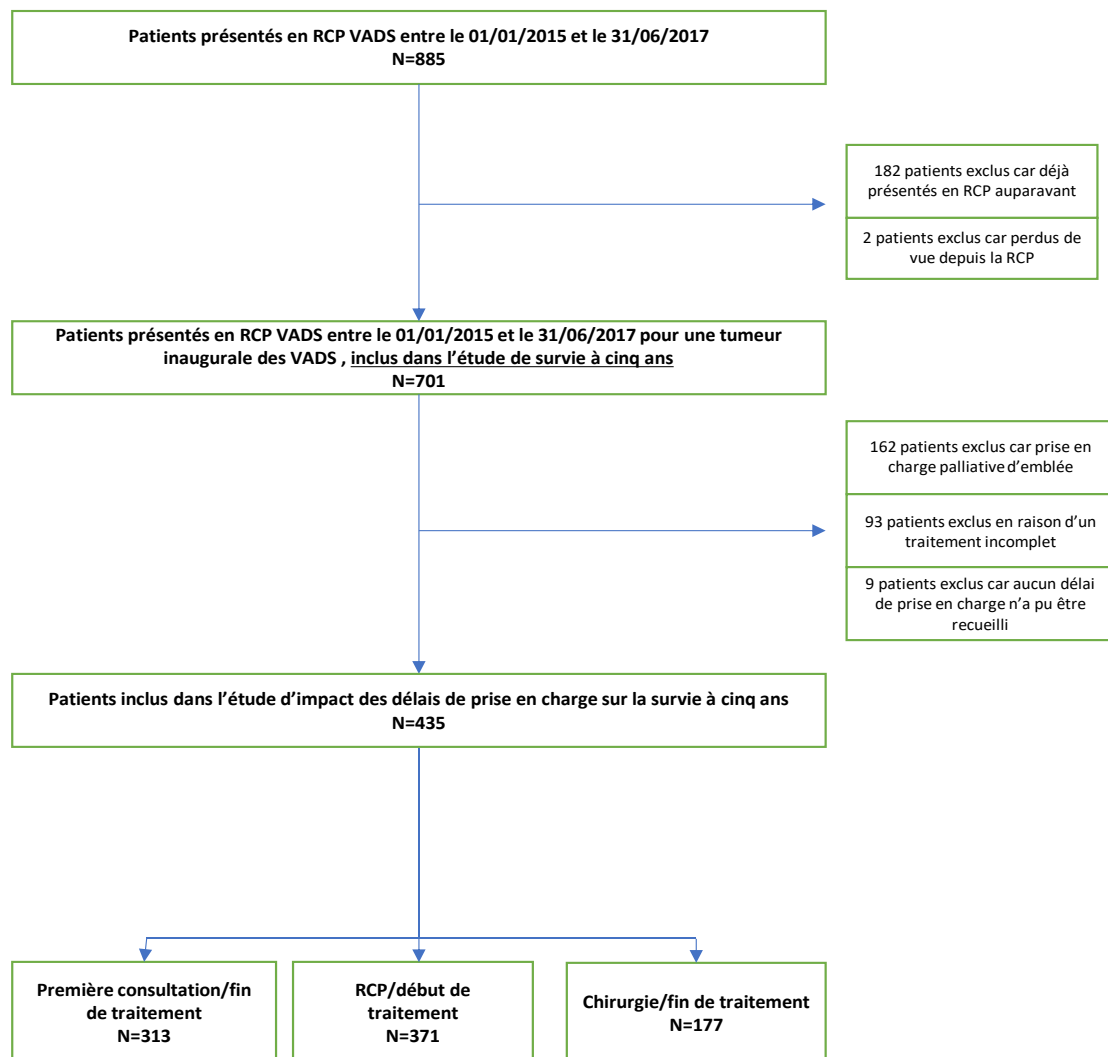 Patients présentés en RCP VADS entre le 01/01/2015 et le 31/06/2017
N=885
182 patients exclus car déjà
présentés en RCP auparavant
2 patients exclus car perdus de
vue depuis la RCP
Patients présentés en RCP VADS entre le 01/01/2015 et le 31/06/2017 pour une tumeur
inaugurale des VADS , inclus dans l’étude de survie à cinq ans
N=701
162 patients exclus car prise en
charge palliative d’emblée
93 patients exclus en raison d’un
traitement incomplet
9 patients exclus car aucun délai
de prise en charge n’a pu être
recueilli
Patients inclus dans l’étude d’impact des délais de prise en charge sur la survie à cinq ans
N=435
Première consultation/fin
de traitement
N=313
RCP/début de
traitement
N=371
Chirurgie/fin de traitement
N=177